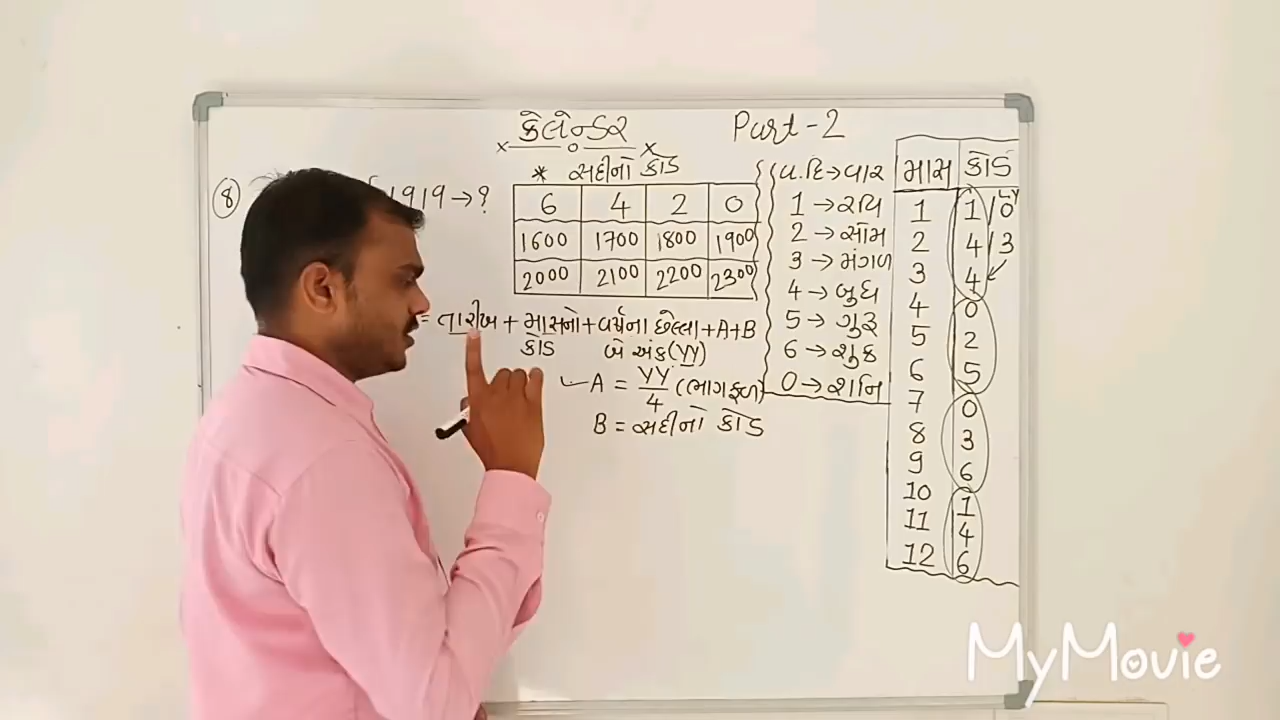 કેલેન્ડર
Part-2
⑧ 1919 → ?
* સદીનો કોડ
6 4 2 0
1600 1700 1800 1900
2000 2100 2200 2300
= તારીખ + માસનો + વર્ષના છેલ્લા + A+B
કોડ બે અંક(YY)
A = YY/4 (ભાગફળ)
B = સદીનો કોડ
વ.દિ → વાર
1 → રવિ
2 → સોમ
3 → મંગળ
4 → બુધ
5 → ગુરૂ
6 → શુક્ર
0 → શનિ
માસ કોડ
LY
1 1/0
2 4/3
3 4
4 0
5 2
6 5
7 0
8 3
9 6
10 1
11 4
12 6
MyMovie